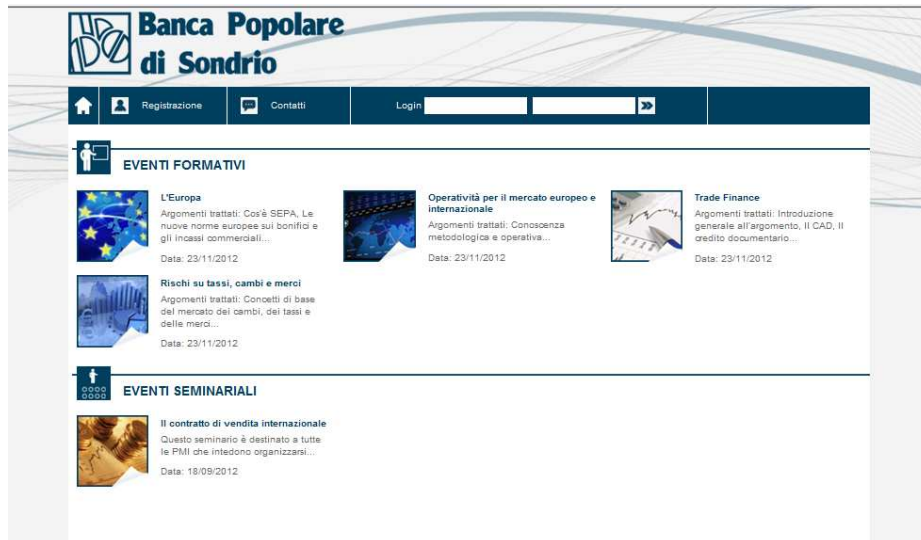 Banca Popolare
di Sondrio
Registrazione
Contatti
Login
EVENTI FORMATIVI
L'Europa
Argomenti trattati: Cos'è SEPA, Le
nuove norme europee sui bonifici e
gli incassi commerciali...
Data: 23/11/2012
Operatività per il mercato europeo e
internazionale
Argomenti trattati: Conoscenza
metodologica e operativa...
Data: 23/11/2012
Trade Finance
Argomenti trattati: Introduzione
generale all'argomento, Il CAD, Il
credito documentario...
Data: 23/11/2012
Rischi su tassi, cambi e merci
Argomenti trattati: Concetti di base
del mercato dei cambi, dei tassi e
delle merci...
Data: 23/11/2012
EVENTI SEMINARIALI
Il contratto di vendita internazionale
Questo seminario è destinato a tutte
le PMI che intedono organizzarsi...
Data: 18/09/2012